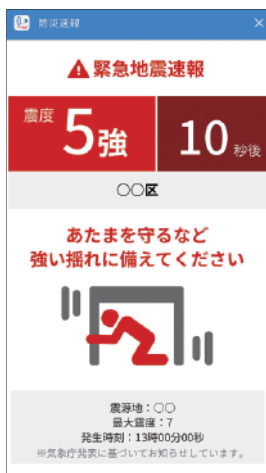 防災速報
緊急地震速報
震度 5強 10 秒後
〇〇区
あたまを守るなど
強い揺れに備えてください
震源地：〇〇
最大震度：7
発生時刻：13時00分00秒
※気象庁発表に基づいてお知らせしています。